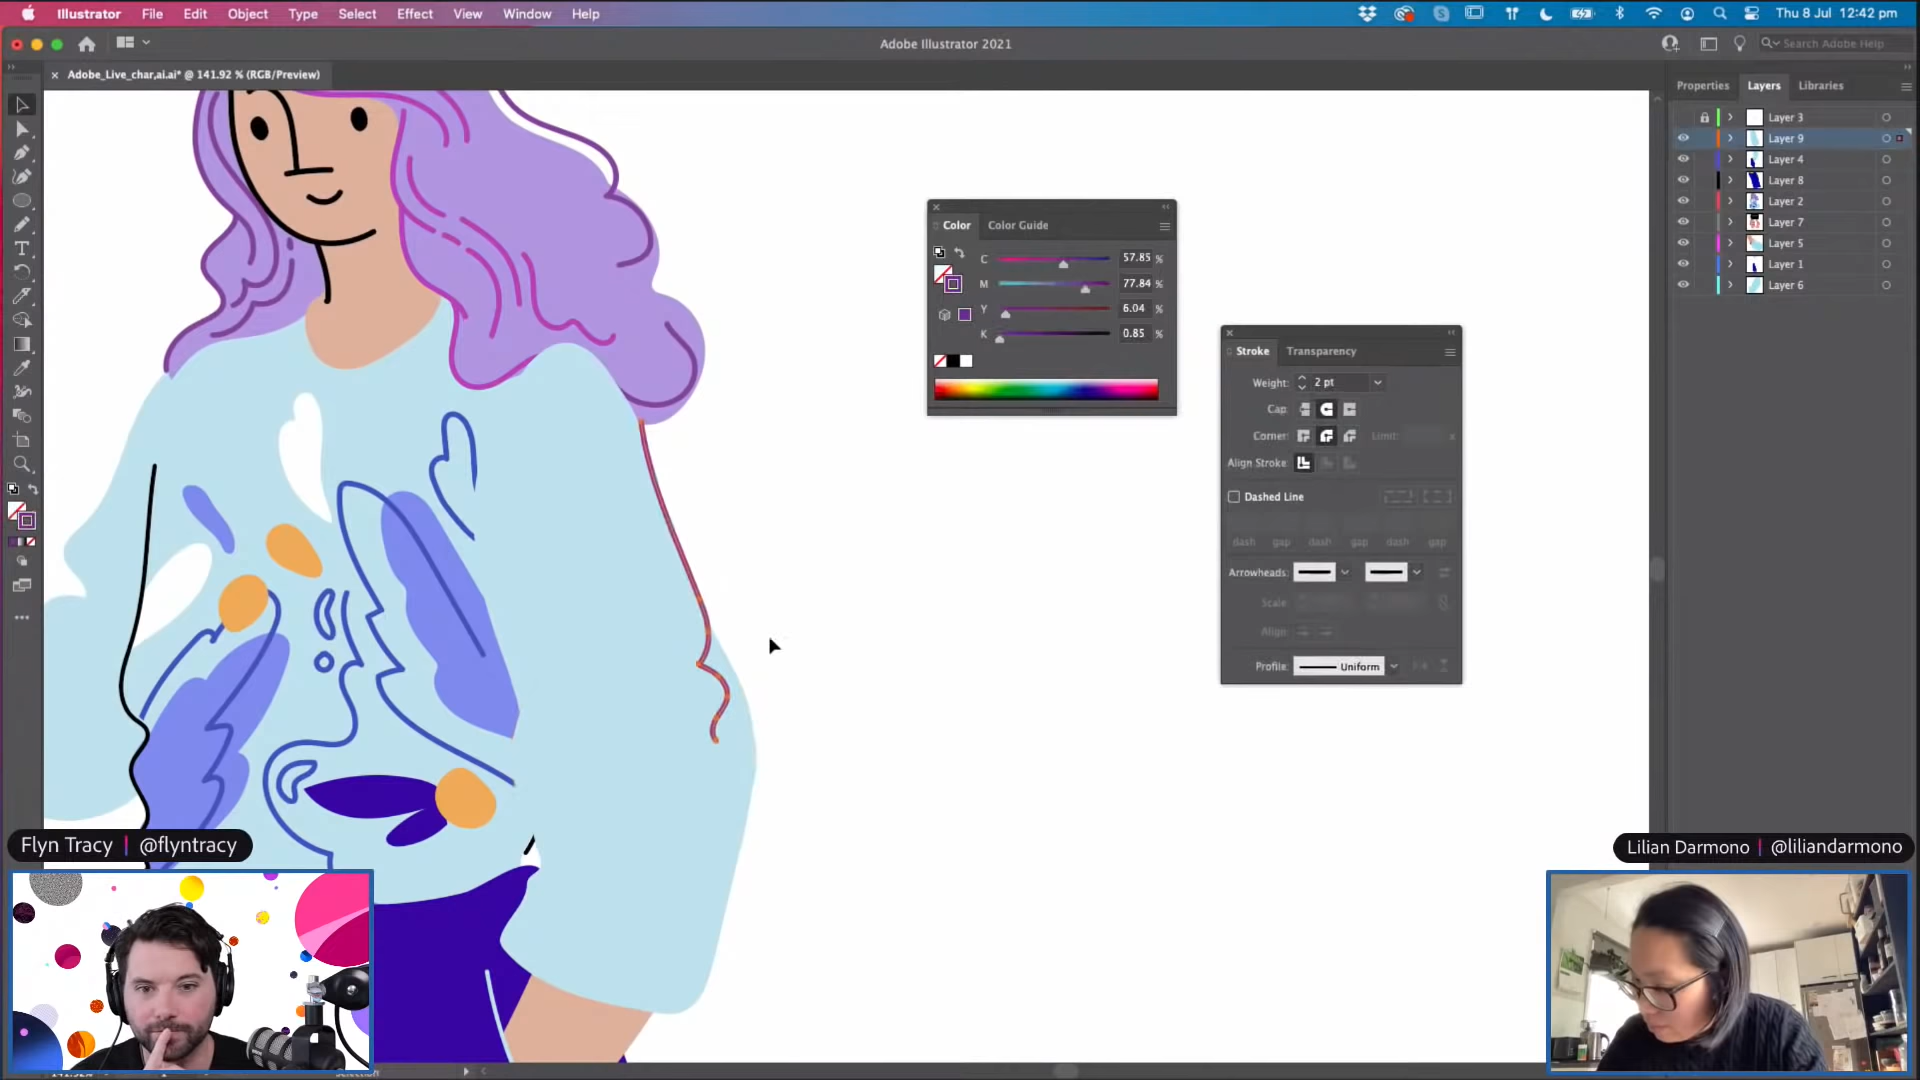 Illustrator File Edit Object Type Select Effect View Window Help
Thu 8 Jul 12:42 pm
Adobe Illustrator 2021
Search Adobe Help
Adobe_Live_char,ai.ai* @ 141.92 % (RGB/Preview)
Properties Layers Libraries
Layer 3
Layer 9
Layer 4
Layer 8
Layer 2
Layer 7
Layer 5
Layer 1
Layer 6
Color Color Guide
C 57.85 %
M 77.84 %
Y 6.04 %
K 0.85 %
Stroke Transparency
Weight: 2 pt
Cap:
Corner: Limit: x
Align Stroke:
Dashed Line
dash gap dash gap dash gap
Arrowheads:
Scale:
Align:
Profile: Uniform
Flyn Tracy | @flyntracy
Lilian Darmono | @liliandarmono